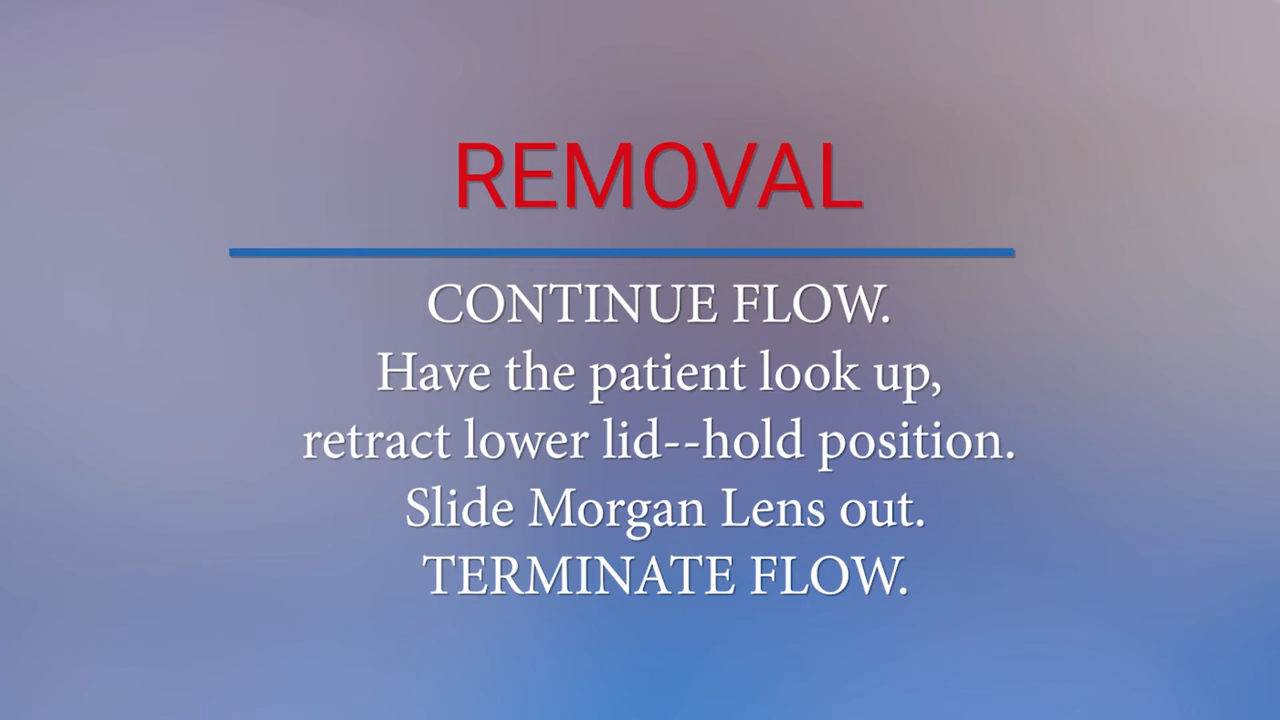 REMOVAL
CONTINUE FLOW.
Have the patient look up,
retract lower lid--hold position.
Slide Morgan Lens out.
TERMINATE FLOW.